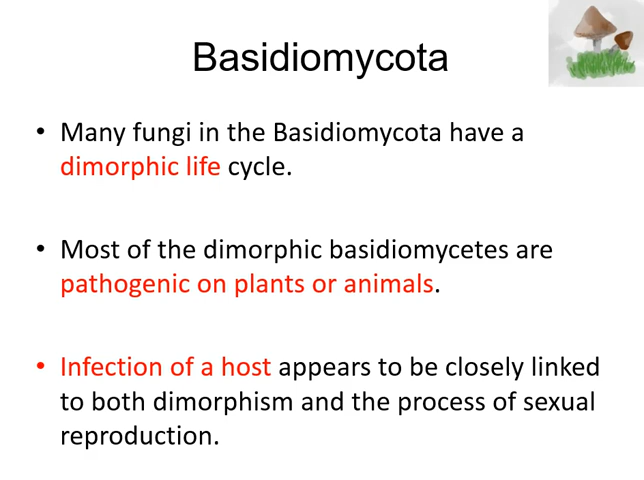 Basidiomycota
• Many fungi in the Basidiomycota have a
dimorphic life cycle.
• Most of the dimorphic basidiomycetes are
pathogenic on plants or animals.
• Infection of a host appears to be closely linked
to both dimorphism and the process of sexual
reproduction.